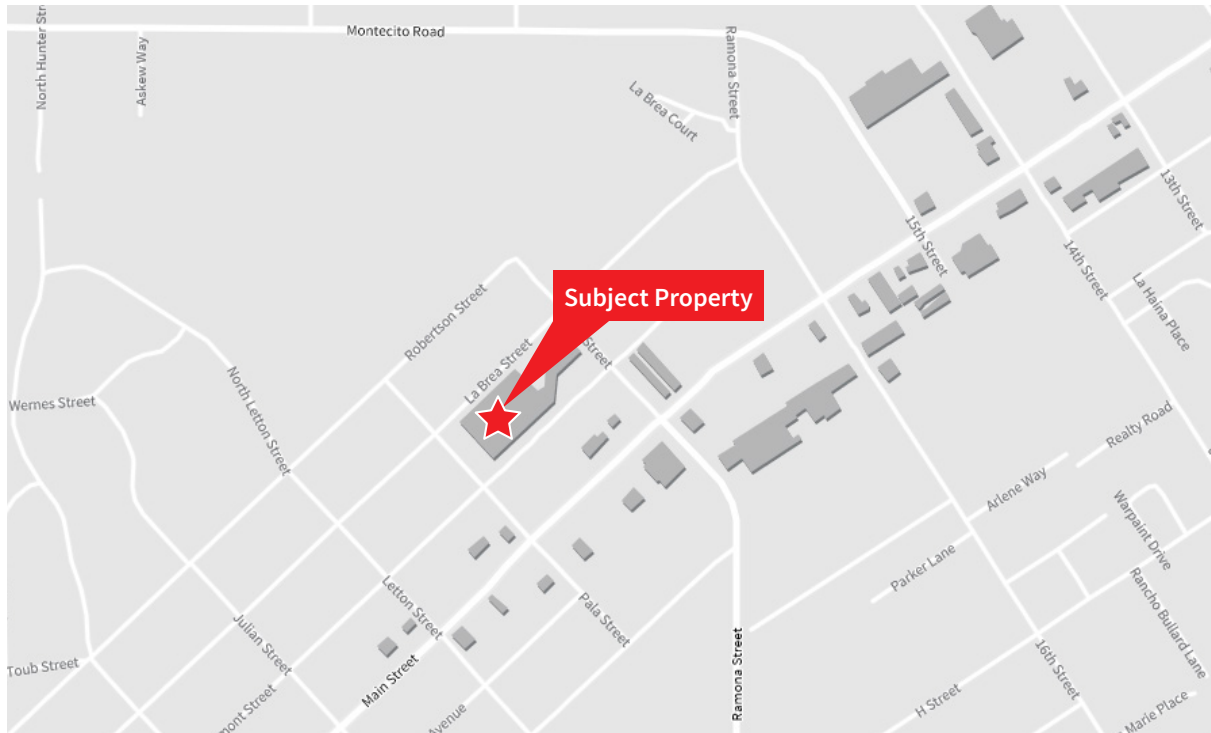 North Hunter Str
Askew Way
Montecito Road
Ramona Street
La Brea Court
13th Street
15th Street
14th Street
La Haina Place
Subject Property
Robertson Street
Street
La Brea Street
North Letton Street
Wernes Street
Realty Road
Arlene Way
Warpaint Drive
Parker Lane
Rancho Bullard Lane
Letton Street
Pala Street
Julian Street
Toub Street
Main Street
Ramona Street
16th Street
H Street
Marie Place
mont Street
Avenue